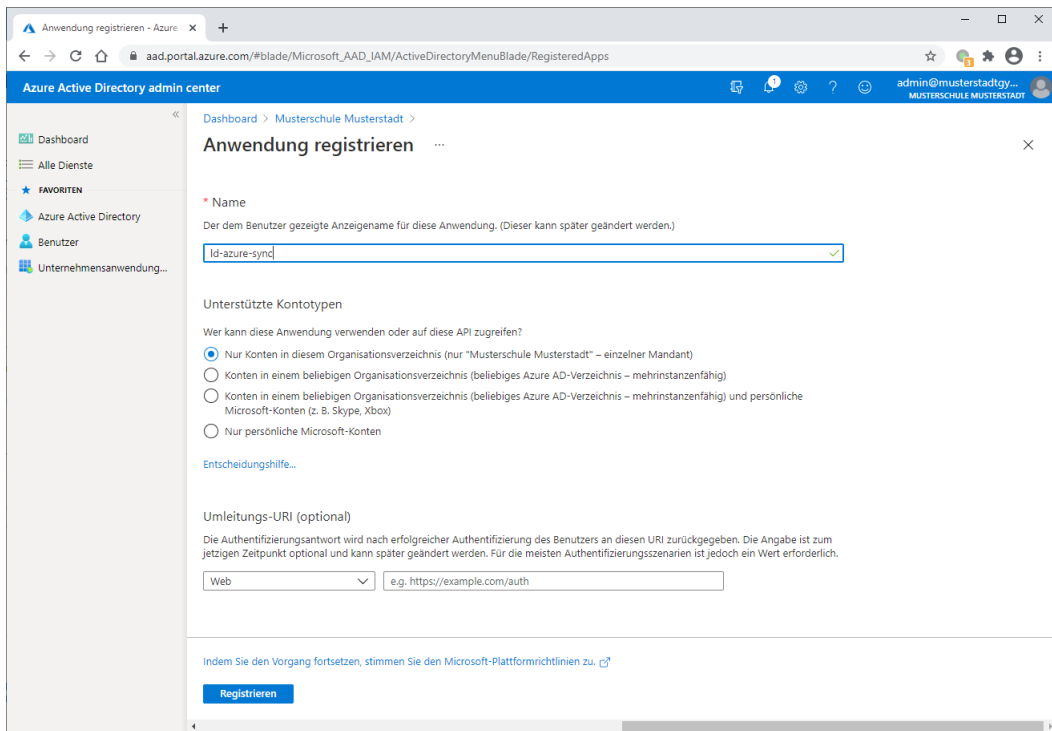 Anwendung registrieren - Azure
aad.portal.azure.com/#blade/Microsoft_AAD_IAM/ActiveDirectoryMenuBlade/RegisteredApps
3
Azure Active Directory admin center
1
admin@musterstadtgy...
MUSTERSCHULE MUSTERSTADT
Dashboard
Alle Dienste
FAVORITEN
Azure Active Directory
Benutzer
Unternehmensanwendung...
Dashboard > Musterschule Musterstadt >
Anwendung registrieren ...
* Name
Der dem Benutzer gezeigte Anzeigename für diese Anwendung. (Dieser kann später geändert werden.)
ld-azure-sync
Unterstützte Kontotypen
Wer kann diese Anwendung verwenden oder auf diese API zugreifen?
Nur Konten in diesem Organisationsverzeichnis (nur "Musterschule Musterstadt" – einzelner Mandant)
Konten in einem beliebigen Organisationsverzeichnis (beliebiges Azure AD-Verzeichnis – mehrinstanzenfähig)
Konten in einem beliebigen Organisationsverzeichnis (beliebiges Azure AD-Verzeichnis – mehrinstanzenfähig) und persönliche
Microsoft-Konten (z. B. Skype, Xbox)
Nur persönliche Microsoft-Konten
Entscheidungshilfe...
Umleitungs-URI (optional)
Die Authentifizierungsantwort wird nach erfolgreicher Authentifizierung des Benutzers an diesen URI zurückgegeben. Die Angabe ist zum
jetzigen Zeitpunkt optional und kann später geändert werden. Für die meisten Authentifizierungsszenarien ist jedoch ein Wert erforderlich.
Web
e.g. https://example.com/auth
Indem Sie den Vorgang fortsetzen, stimmen Sie den Microsoft-Plattformrichtlinien zu.
Registrieren